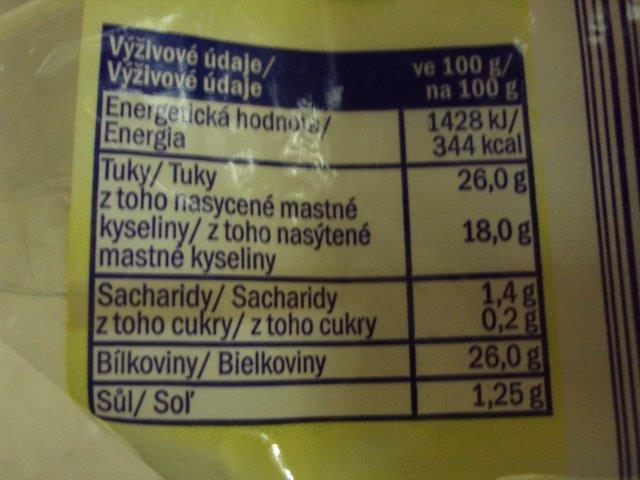 Výživové údaje/ ve 100 g/
Výživové údaje na 100 g
Energetická hodnota/ 1428 kJ/
Energia 344 kcal
Tuky/ Tuky 26,0 g
z toho nasycené mastné
kyseliny/ z toho nasýtené 18,0 g
mastné kyseliny
Sacharidy/ Sacharidy 1,4 g
z toho cukry/ z toho cukry 0,2 g
Bílkoviny/ Bielkoviny 26,0 g
Sůl/ Soľ 1,25 g